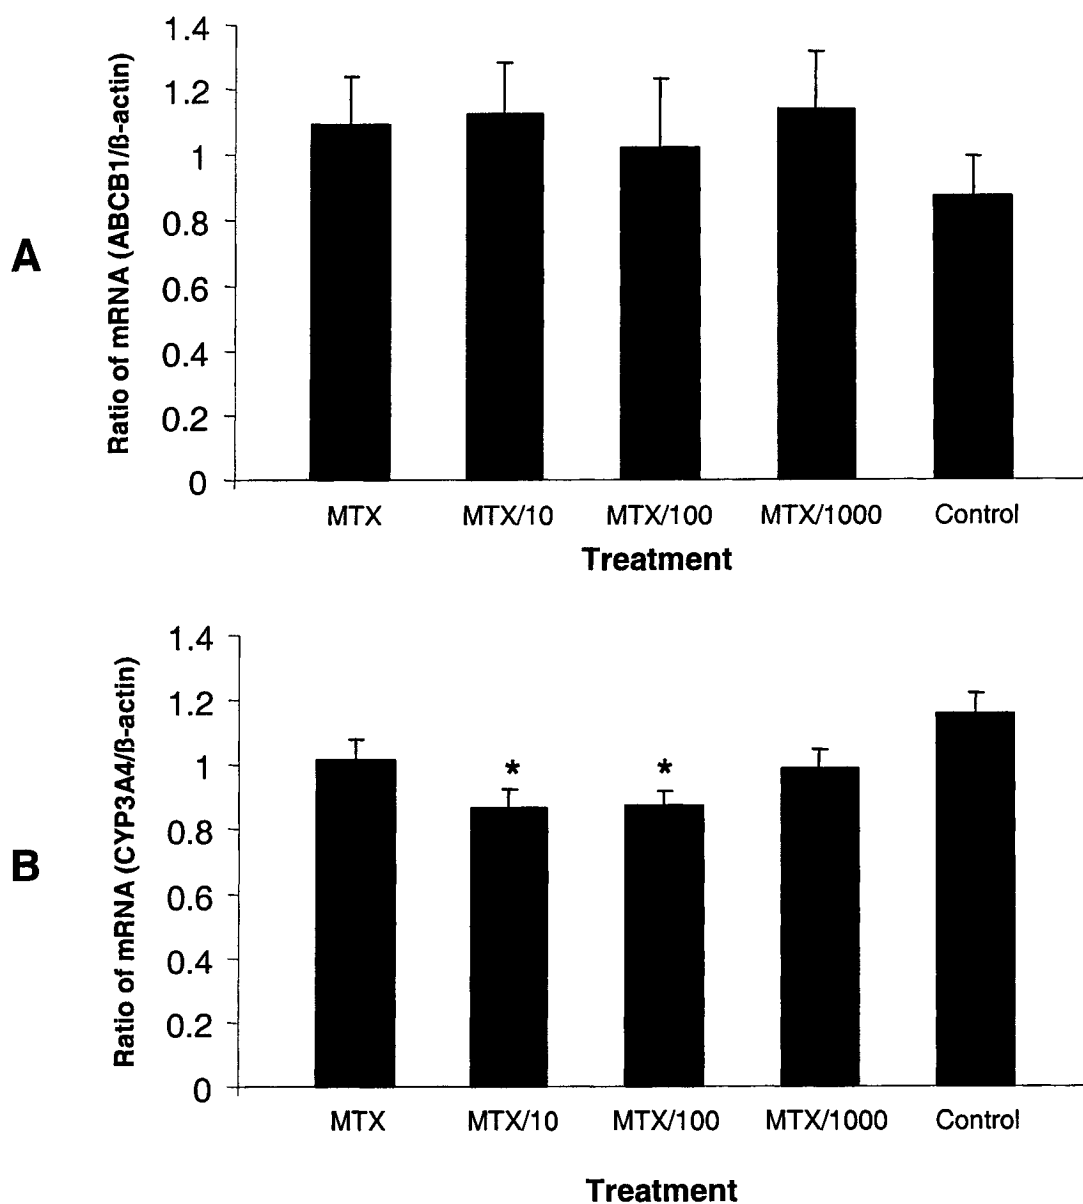 A
Ratio of mRNA (ABCB1/ß-actin)
1.4
1.2
1
0.8
0.6
0.4
0.2
0
MTX MTX/10 MTX/100 MTX/1000 Control
Treatment
B
Ratio of mRNA (CYP3A4/ß-actin)
1.4
1.2
1
0.8
0.6
0.4
0.2
0
* *
MTX MTX/10 MTX/100 MTX/1000 Control
Treatment